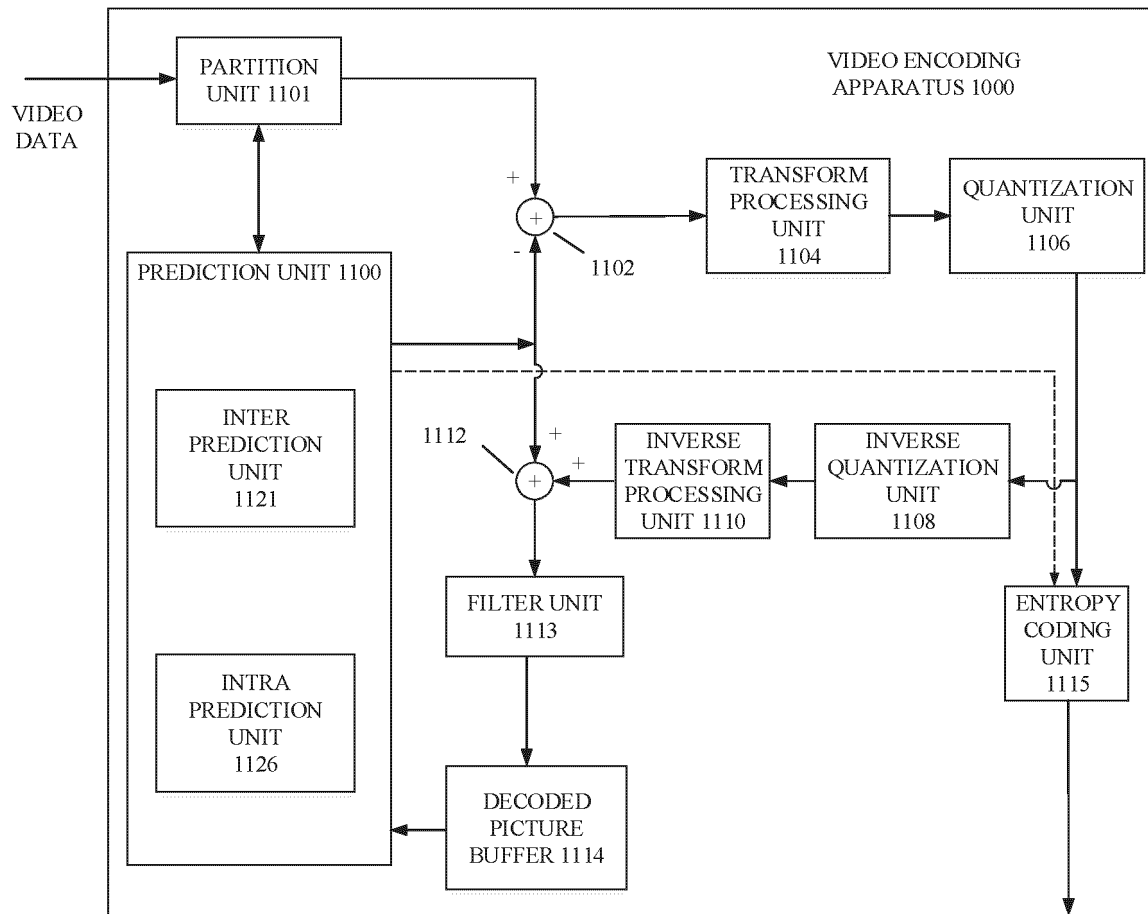 PARTITION
UNIT 1101
VIDEO ENCODING
APPARATUS 1000
VIDEO
DATA
+
+
-
1102
TRANSFORM
PROCESSING
UNIT
1104
QUANTIZATION
UNIT
1106
PREDICTION UNIT 1100
INTER
PREDICTION
UNIT
1121
1112
+
+
+
INVERSE
TRANSFORM
PROCESSING
UNIT 1110
INVERSE
QUANTIZATION
UNIT
1108
FILTER UNIT
1113
ENTROPY
CODING
UNIT
1115
INTRA
PREDICTION
UNIT
1126
DECODED
PICTURE
BUFFER 1114